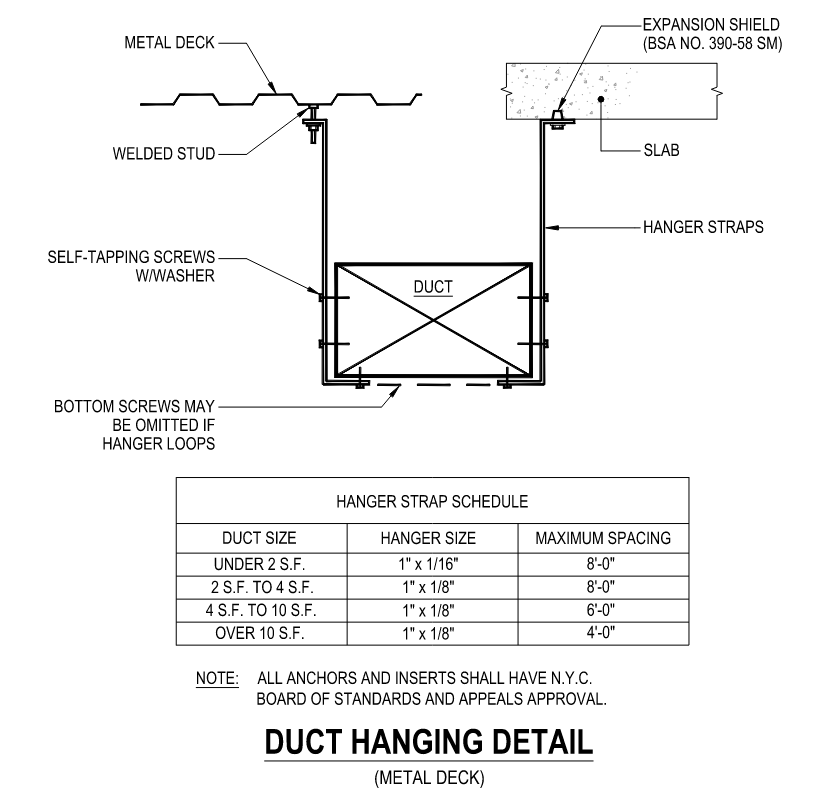 METAL DECK
EXPANSION SHIELD
(BSA NO. 390-58 SM)
WELDED STUD
SLAB
HANGER STRAPS
SELF-TAPPING SCREWS
W/WASHER
DUCT
BOTTOM SCREWS MAY
BE OMITTED IF
HANGER LOOPS
HANGER STRAP SCHEDULE
DUCT SIZE HANGER SIZE MAXIMUM SPACING
UNDER 2 S.F. 1" x 1/16" 8'-0"
2 S.F. TO 4 S.F. 1" x 1/8" 8'-0"
4 S.F. TO 10 S.F. 1" x 1/8" 6'-0"
OVER 10 S.F. 1" x 1/8" 4'-0"
NOTE: ALL ANCHORS AND INSERTS SHALL HAVE N.Y.C.
BOARD OF STANDARDS AND APPEALS APPROVAL.
DUCT HANGING DETAIL
(METAL DECK)